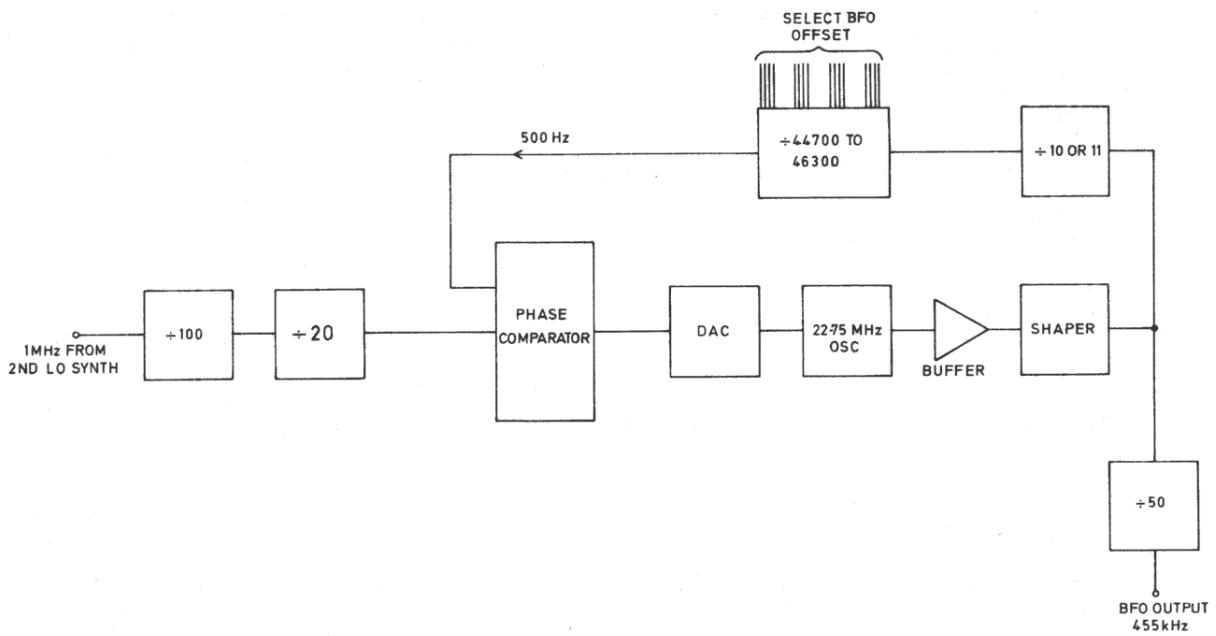 SELECT BFO
OFFSET
500 Hz
÷44700 TO
46300
÷10 OR 11
÷100
÷20
PHASE
COMPARATOR
DAC
22·75 MHz
OSC
BUFFER
SHAPER
1MHz FROM
2ND LO SYNTH
÷50
BFO OUTPUT
455kHz